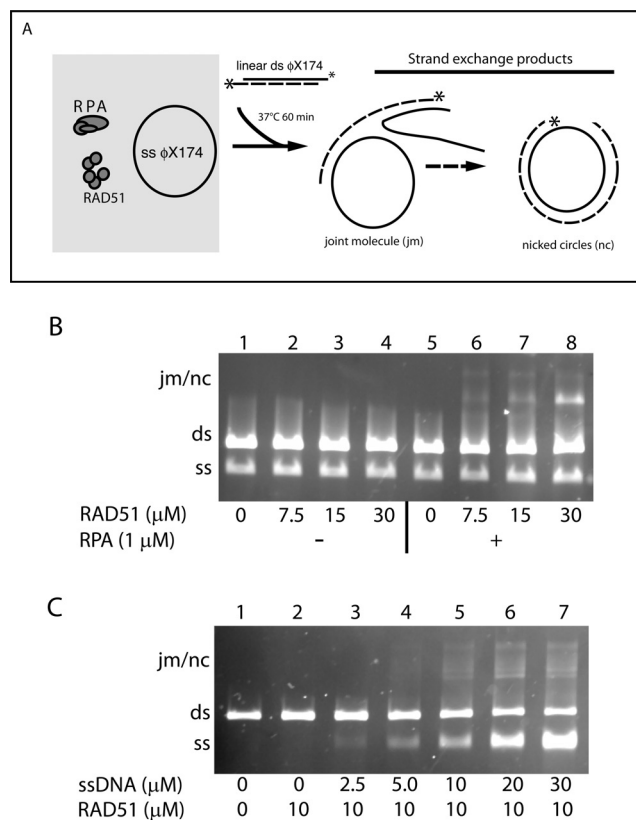 A
linear ds ϕX174
*
*
Strand exchange products
RPA
37°C 60 min
*
*
ss ϕX174
RAD51
joint molecule (jm)
nicked circles (nc)
B
1 2 3 4 5 6 7 8
jm/nc
ds
ss
RAD51 (μM) 0 7.5 15 30 0 7.5 15 30
RPA (1 μM) - +
C
1 2 3 4 5 6 7
jm/nc
ds
ss
ssDNA (μM) 0 0 2.5 5.0 10 20 30
RAD51 (μM) 0 10 10 10 10 10 10